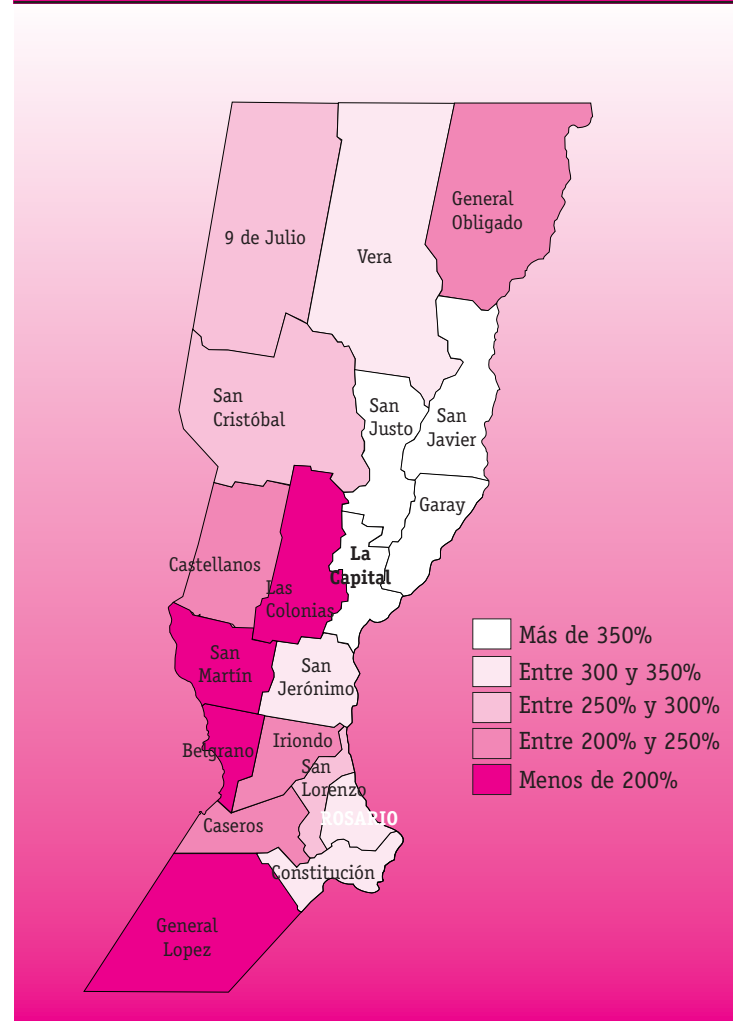 General
Obligado
9 de Julio
Vera
San
Cristóbal
San
Justo
San
Javier
Garay
La
Capital
Castellanos
Las
Colonias
San
Martín
San
Jerónimo
Belgrano
Iriondo
San
Lorenzo
ROSARIO
Caseros
Constitución
General
Lopez
Más de 350%
Entre 300 y 350%
Entre 250% y 300%
Entre 200% y 250%
Menos de 200%